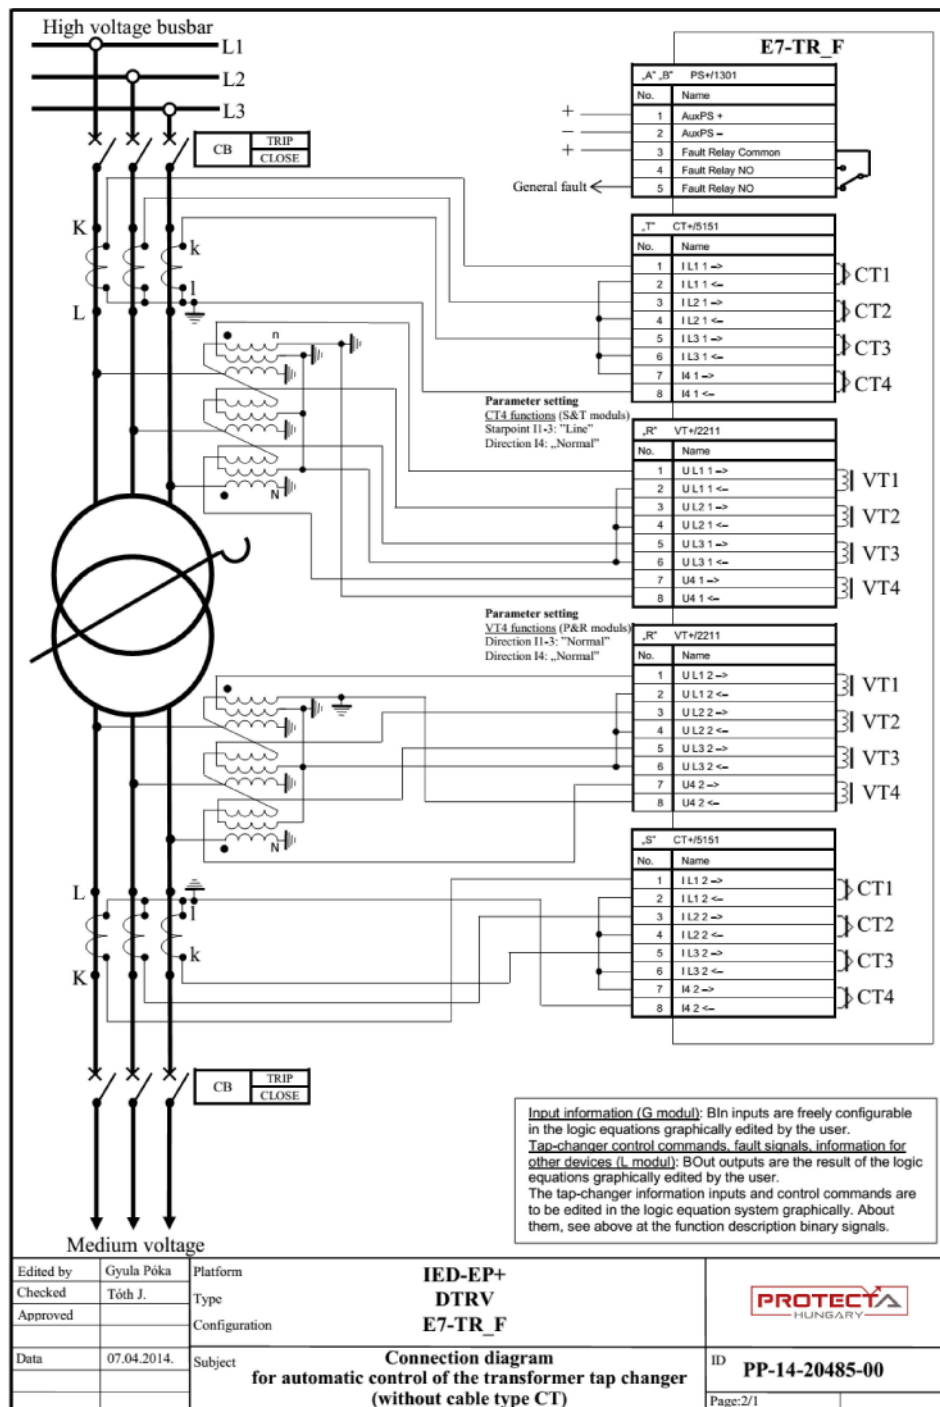 High voltage busbar
L1
L2
L3
CB
TRIP
CLOSE
K
k
l
L
n
N
E7-TR_F
„A" „B" PS+/1301
No. Name
1 AuxPS +
2 AuxPS –
3 Fault Relay Common
4 Fault Relay NO
5 Fault Relay NO
+
–
+
General fault
„T" CT+/5151
No. Name
1 I L1 1 –>
2 I L1 1 <–
3 I L2 1 –>
4 I L2 1 <–
5 I L3 1 –>
6 I L3 1 <–
7 I4 1 –>
8 I4 1 <–
CT1
CT2
CT3
CT4
Parameter setting
CT4 functions (S&T moduls)
Starpoint I1-3: "Line"
Direction I4: „Normal"
„R" VT+/2211
No. Name
1 U L1 1 –>
2 U L1 1 <–
3 U L2 1 –>
4 U L2 1 <–
5 U L3 1 –>
6 U L3 1 <–
7 U4 1 –>
8 U4 1 <–
VT1
VT2
VT3
VT4
Parameter setting
VT4 functions (P&R moduls)
Direction I1-3: "Normal"
Direction I4: „Normal"
„R" VT+/2211
No. Name
1 U L1 2 –>
2 U L1 2 <–
3 U L2 2 –>
4 U L2 2 <–
5 U L3 2 –>
6 U L3 2 <–
7 U4 2 –>
8 U4 2 <–
VT1
VT2
VT3
VT4
N
„S" CT+/5151
No. Name
1 I L1 2 –>
2 I L1 2 <–
3 I L2 2 –>
4 I L2 2 <–
5 I L3 2 –>
6 I L3 2 <–
7 I4 2 –>
8 I4 2 <–
CT1
CT2
CT3
CT4
L
l
k
K
CB
TRIP
CLOSE
Medium voltage
Input information (G modul): BIn inputs are freely configurable
in the logic equations graphically edited by the user.
Tap-changer control commands, fault signals, information for
other devices (L modul): BOut outputs are the result of the logic
equations graphically edited by the user.
The tap-changer information inputs and control commands are
to be edited in the logic equation system graphically. About
them, see above at the function description binary signals.
Edited by Gyula Póka
Checked Tóth J.
Approved
Data 07.04.2014.
Platform IED-EP+
Type DTRV
Configuration E7-TR_F
Subject Connection diagram
for automatic control of the transformer tap changer
(without cable type CT)
PROTECTA
HUNGARY
ID PP-14-20485-00
Page:2/1